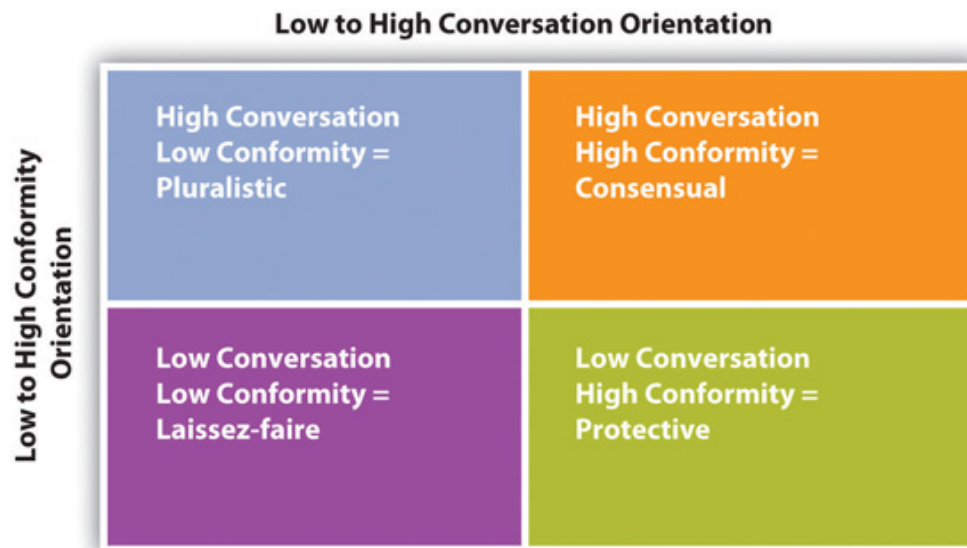 Low to High Conversation Orientation
Low to High Conformity
Orientation
High Conversation
Low Conformity =
Pluralistic
High Conversation
High Conformity =
Consensual
Low Conversation
Low Conformity =
Laissez-faire
Low Conversation
High Conformity =
Protective